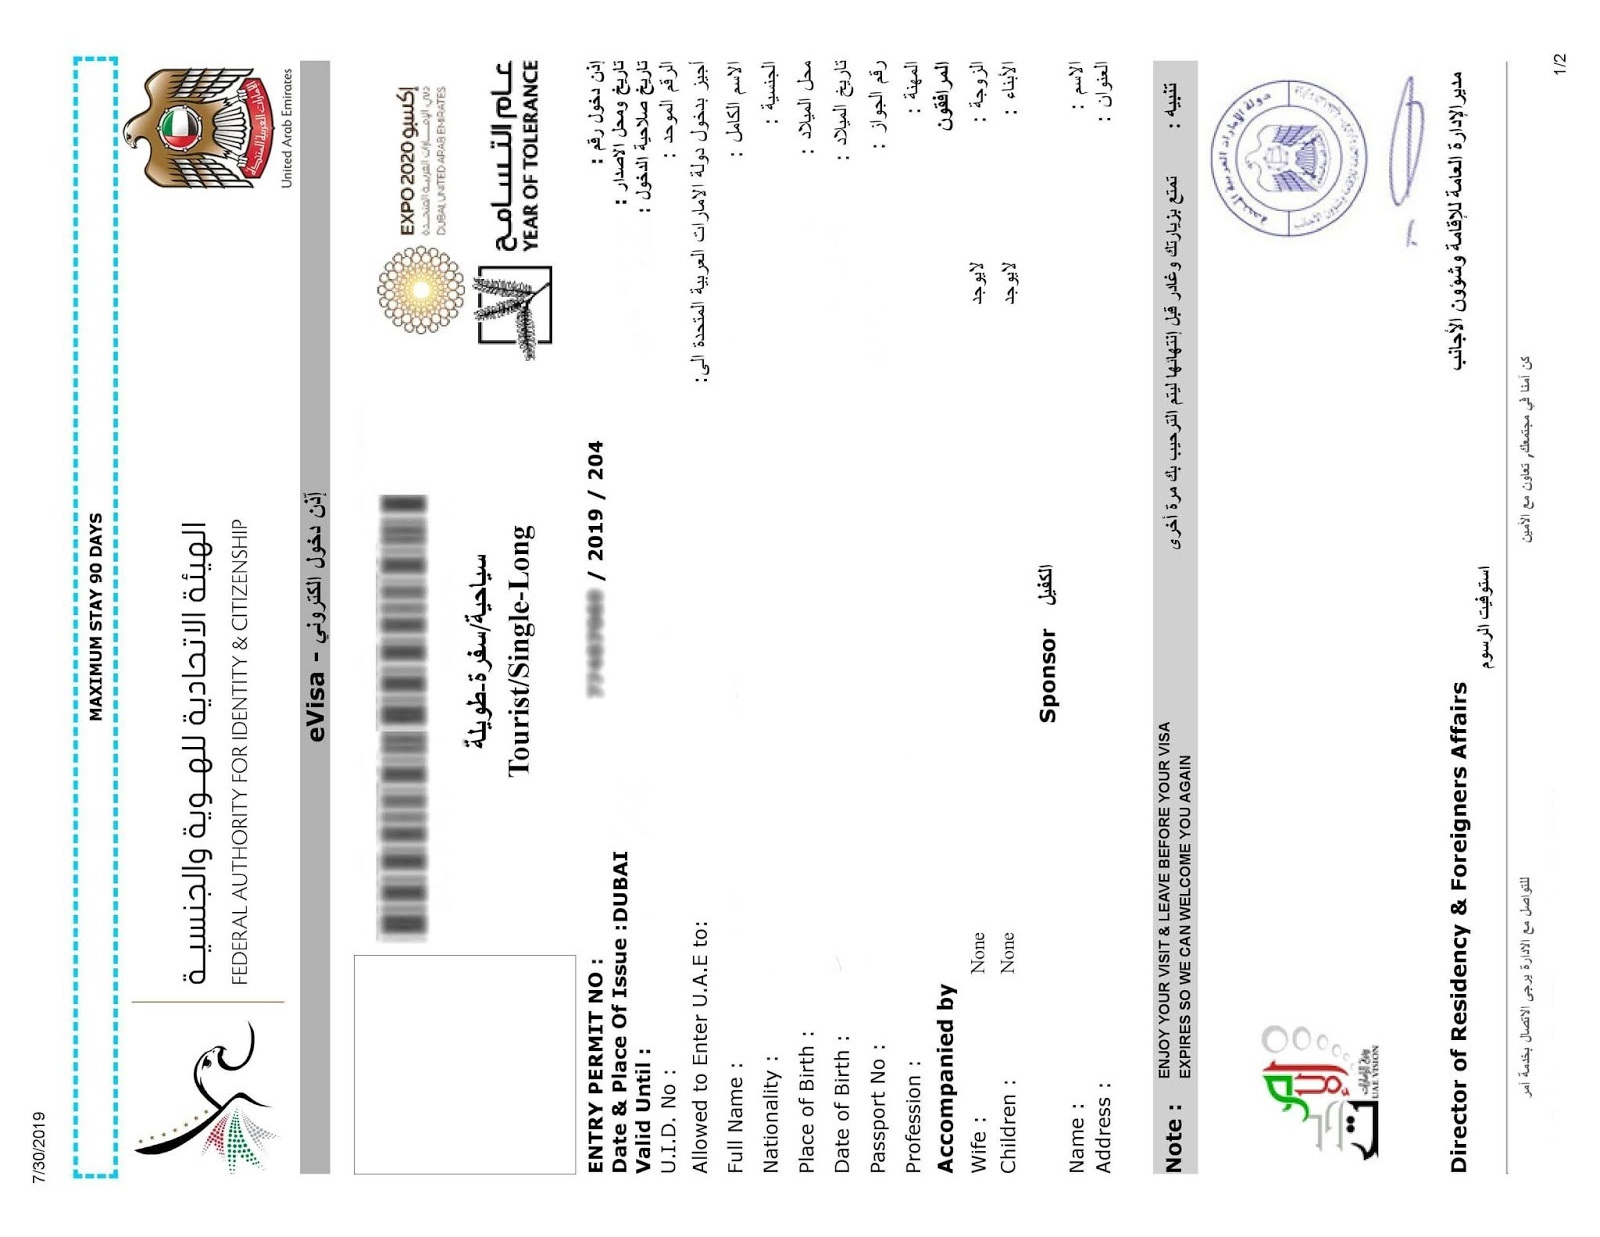 7/30/2019
MAXIMUM STAY 90 DAYS
الهيئة الاتحادية للهوية والجنسية
FEDERAL AUTHORITY FOR IDENTITY & CITIZENSHIP
الإمارات العربية المتحدة
United Arab Emirates
eVisa - إذن دخول الكتروني
إكسبو 2020 EXPO
دبي، الإمارات العربية المتحدة
DUBAI, UNITED ARAB EMIRATES
سياحية/سفرة-طويلة
Tourist/Single-Long
عام التسامح
YEAR OF TOLERANCE
ENTRY PERMIT NO : / 2019 / 204 إذن دخول رقم :
Date & Place Of Issue :DUBAI تاريخ ومحل الاصدار :
Valid Until : تاريخ صلاحية الدخول :
U.I.D. No : الرقم الموحد :
Allowed to Enter U.A.E to: أجيز بدخول دولة الامارات العربية المتحدة الى:
Full Name : الاسم الكامل :
Nationality : الجنسية :
Place of Birth : محل الميلاد :
Date of Birth : تاريخ الميلاد :
Passport No : رقم الجواز :
Profession : المهنة :
Accompanied by المرافقون
Wife : None لايوجد الزوجة :
Children : None لايوجد الأبناء :
Sponsor الكفيل
Name : الاسم :
Address : العنوان :
Note : ENJOY YOUR VISIT & LEAVE BEFORE YOUR VISA تمتع بزيارتك وغادر قبل إنتهائها ليتم الترحيب بك مرة أخرى تنبيه :
EXPIRES SO WE CAN WELCOME YOU AGAIN
دولة الإمارات العربية المتحدة
رؤية الإمارات
UAE VISION
Director of Residency & Foreigners Affairs مدير الإدارة العامة للإقامة وشؤون الأجانب
استوفيت الرسوم
للتواصل مع الادارة يرجى الاتصال بخدمة آمر كن آمنا في مجتمعك, تعاون مع الأمين
1/2